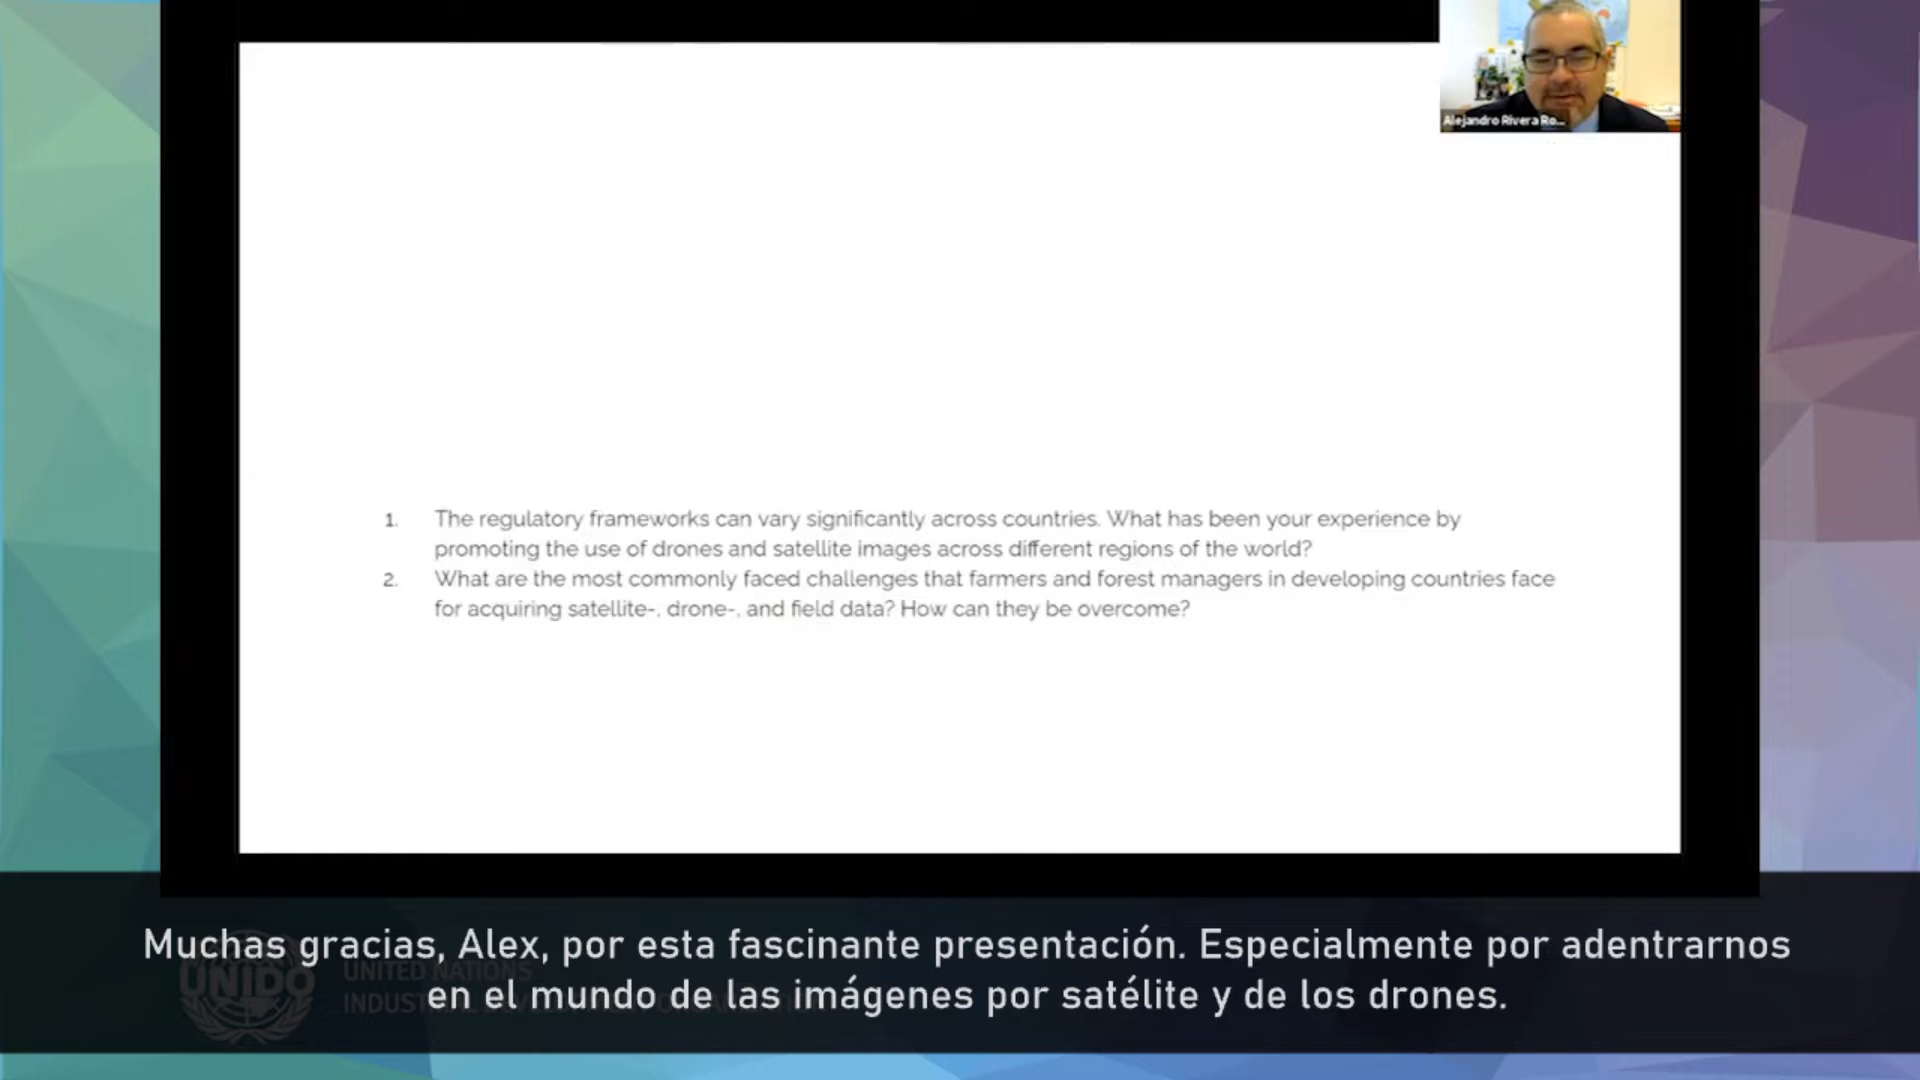 Alejandro Rivera Ro...
1. The regulatory frameworks can vary significantly across countries. What has been your experience by
promoting the use of drones and satellite images across different regions of the world?
2. What are the most commonly faced challenges that farmers and forest managers in developing countries face
for acquiring satellite-, drone-, and field data? How can they be overcome?
Muchas gracias, Alex, por esta fascinante presentación. Especialmente por adentrarnos
en el mundo de las imágenes por satélite y de los drones.
UNIDO
UNITED NATIONS